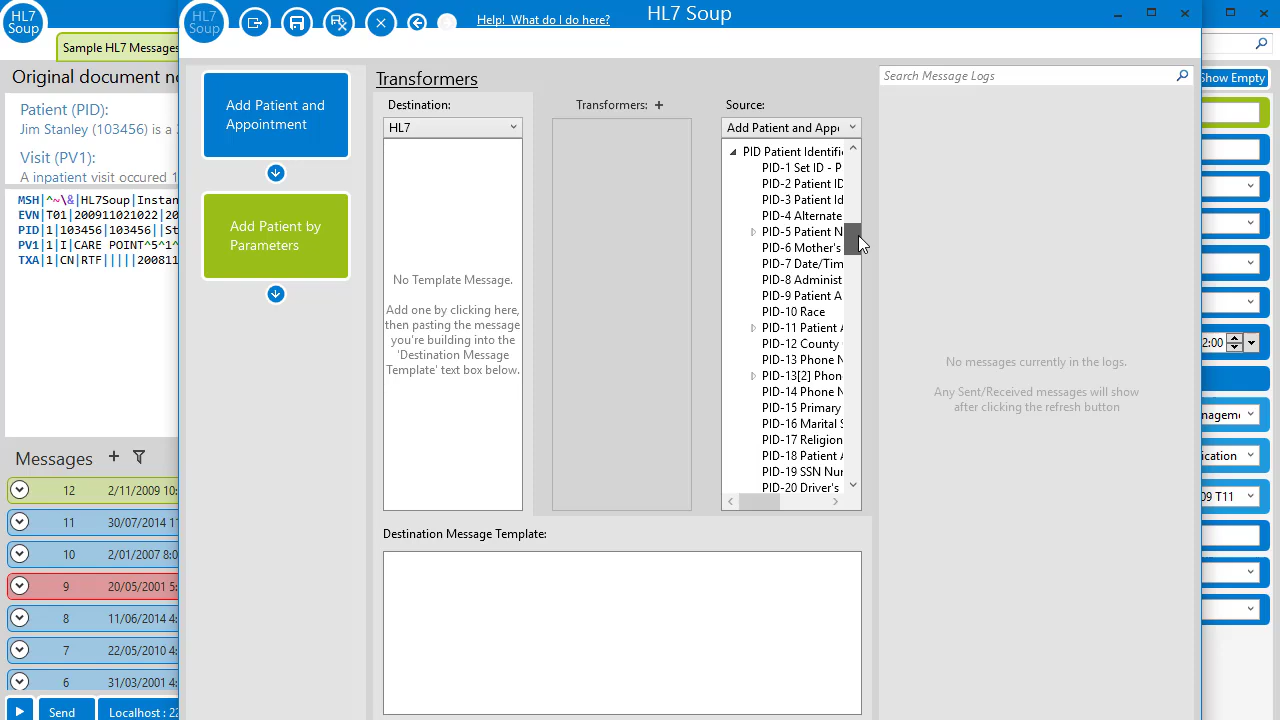 HL7
Soup
Sample HL7 Messages
Original document no
Patient (PID):
Jim Stanley (103456) is a
Visit (PV1):
A inpatient visit occured 1
MSH|^~\&|HL7Soup|Instan
EVN|T01|200911021022|20
PID|1|103456|103456||St
PV1|1|I|CARE POINT^5^1^
TXA|1|CN|RTF|||||200811
Messages +
12 2/11/2009 10:
11 30/07/2014 1
10 2/01/2007 8:0
9 20/05/2001 5:
8 11/06/2014 4:
7 22/05/2010 4:
6 31/03/2001 4:
Send Localhost : 22
HL7
Soup
Help! What do I do here?
HL7 Soup
Add Patient and
Appointment
Add Patient by
Parameters
Transformers
Destination:
HL7
No Template Message.
Add one by clicking here,
then pasting the message
you're building into the
'Destination Message
Template' text box below.
Transformers: +
Source:
Add Patient and Appo
PID Patient Identifi
PID-1 Set ID - P
PID-2 Patient ID
PID-3 Patient Id
PID-4 Alternate
PID-5 Patient N
PID-6 Mother's
PID-7 Date/Tim
PID-8 Administ
PID-9 Patient A
PID-10 Race
PID-11 Patient A
PID-12 County
PID-13 Phone N
PID-13[2] Phon
PID-14 Phone N
PID-15 Primary
PID-16 Marital S
PID-17 Religion
PID-18 Patient A
PID-19 SSN Nur
PID-20 Driver's
Destination Message Template:
Search Message Logs
No messages currently in the logs.
Any Sent/Received messages will show
after clicking the refresh button
Show Empty
2:00
nageme
ication
09 T11